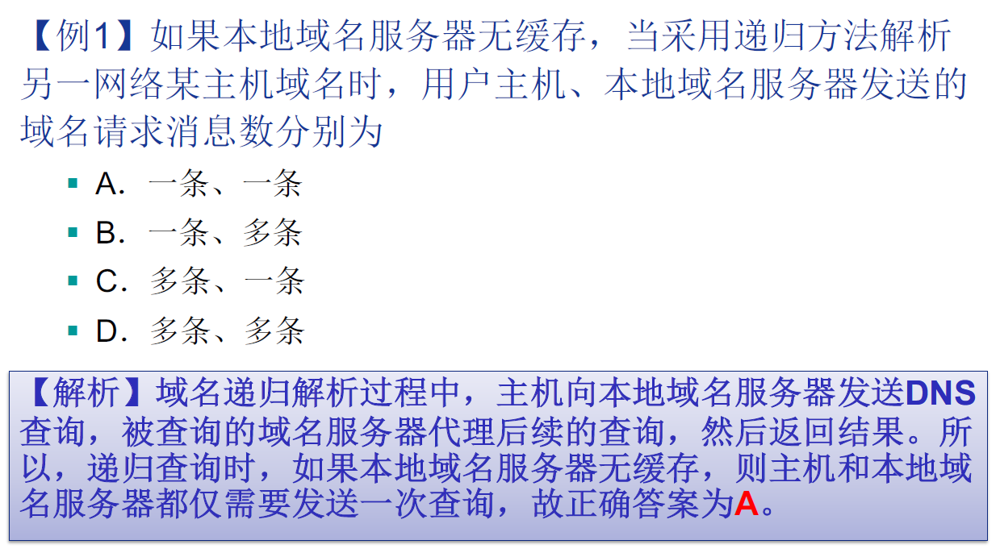 【例1】如果本地域名服务器无缓存，当采用递归方法解析
另一网络某主机域名时，用户主机、本地域名服务器发送的
域名请求消息数分别为
A．一条、一条
B．一条、多条
C．多条、一条
D．多条、多条
【解析】域名递归解析过程中，主机向本地域名服务器发送DNS
查询，被查询的域名服务器代理后续的查询，然后返回结果。所
以，递归查询时，如果本地域名服务器无缓存，则主机和本地域
名服务器都仅需要发送一次查询，故正确答案为A。